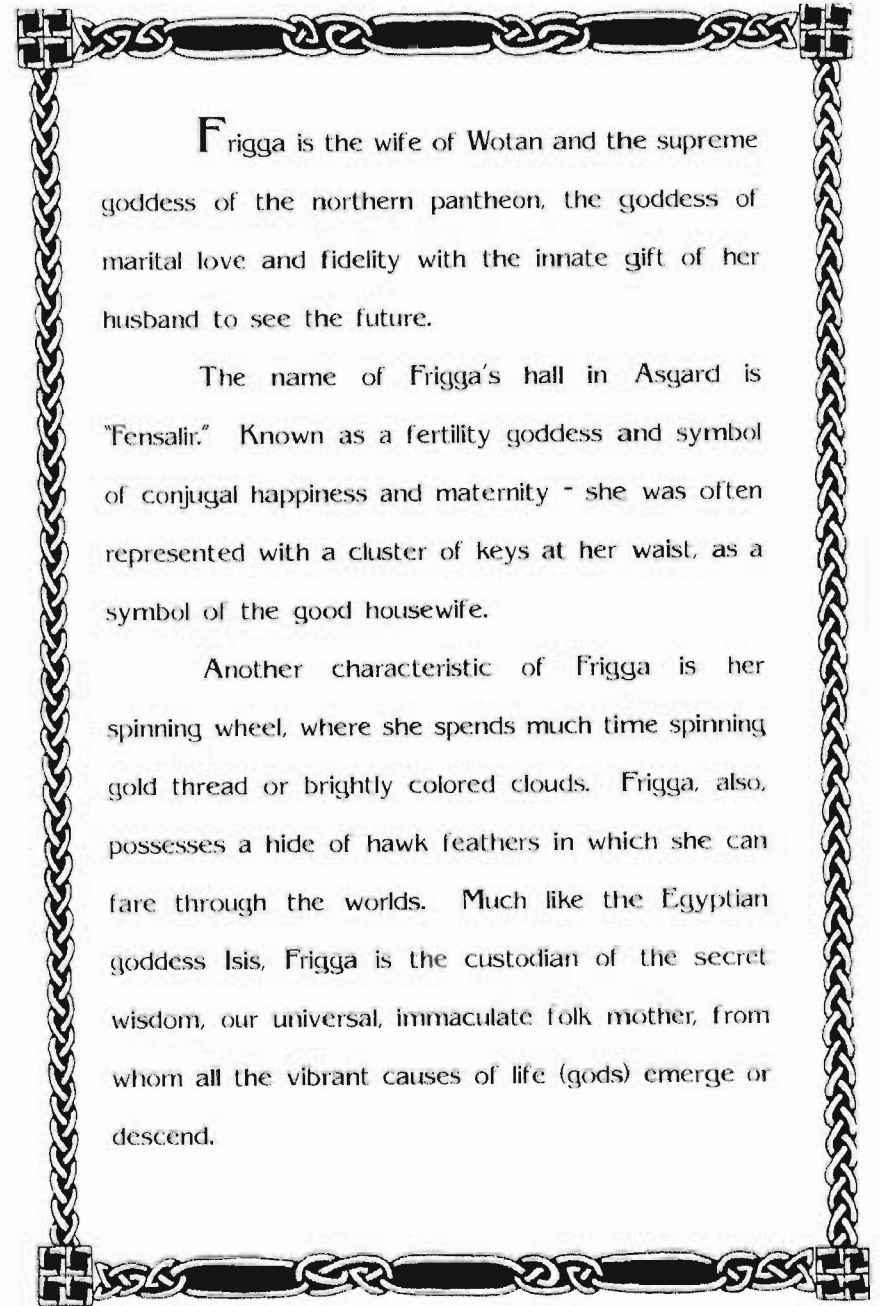 Frigga is the wife of Wotan and the supreme
goddess of the northern pantheon, the goddess of
marital love and fidelity with the innate gift of her
husband to see the future.
The name of Frigga's hall in Asgard is
"Fensalir." Known as a fertility goddess and symbol
of conjugal happiness and maternity - she was often
represented with a cluster of keys at her waist, as a
symbol of the good housewife.
Another characteristic of Frigga is her
spinning wheel, where she spends much time spinning
gold thread or brightly colored clouds. Frigga, also,
possesses a hide of hawk feathers in which she can
fare through the worlds. Much like the Egyptian
goddess Isis, Frigga is the custodian of the secret
wisdom, our universal, immaculate folk mother, from
whom all the vibrant causes of life (gods) emerge or
descend.